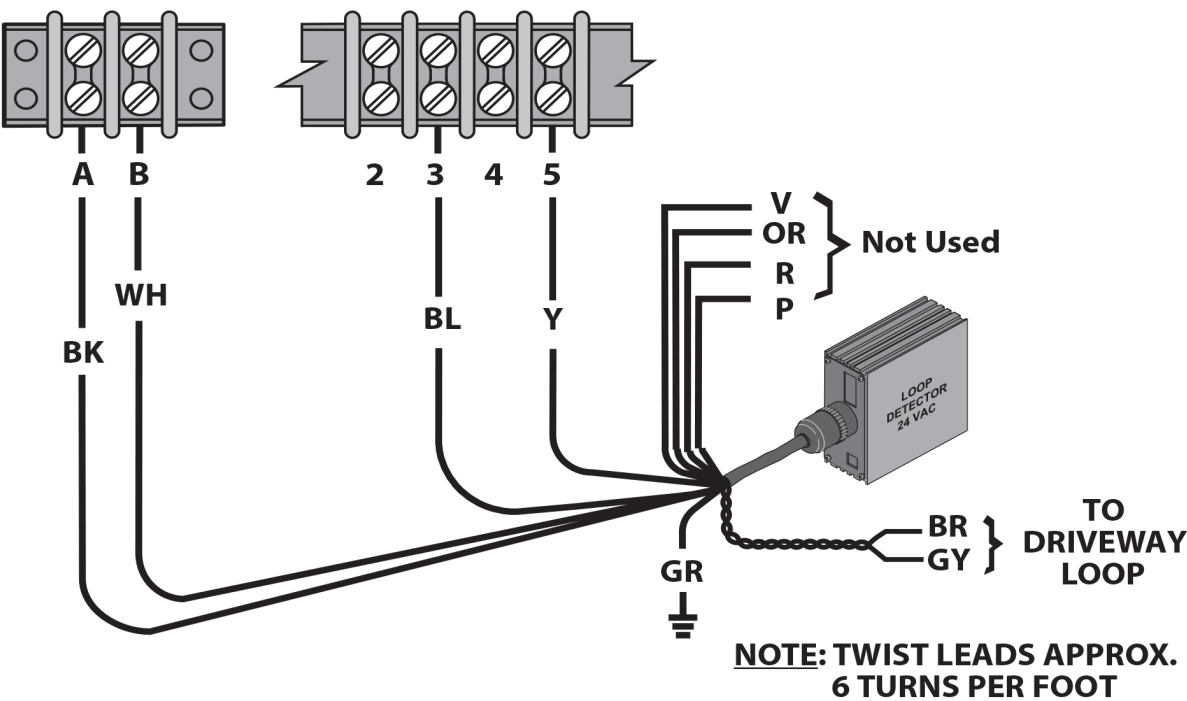 A B
2 3 4 5
V
OR
R
P
Not Used
WH
BK
BL
Y
LOOP
DETECTOR
24 VAC
BR
GY
TO
DRIVEWAY
LOOP
GR
NOTE: TWIST LEADS APPROX.
6 TURNS PER FOOT